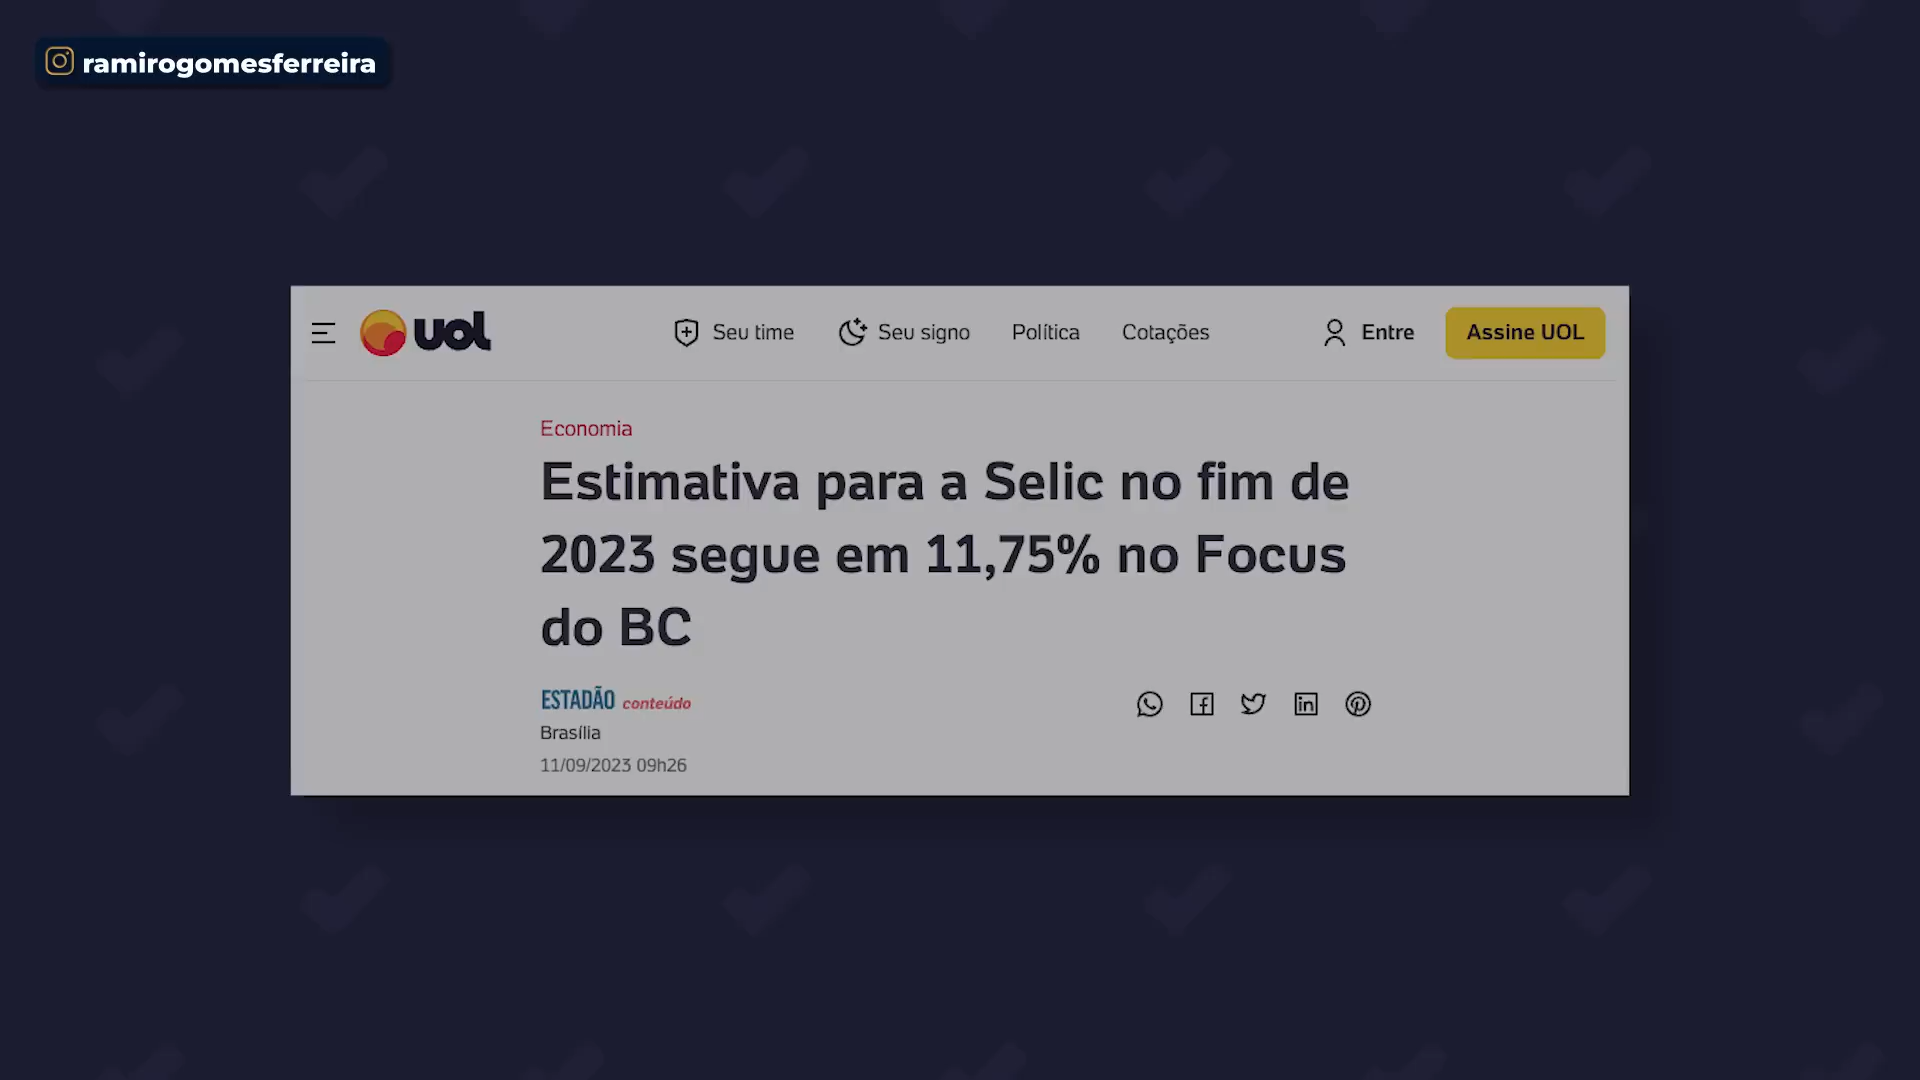 ramirogomesferreira
uol
Seu time
Seu signo
Política
Cotações
Entre
Assine UOL
Economia
Estimativa para a Selic no fim de
2023 segue em 11,75% no Focus
do BC
ESTADÃO conteúdo
Brasília
11/09/2023 09h26